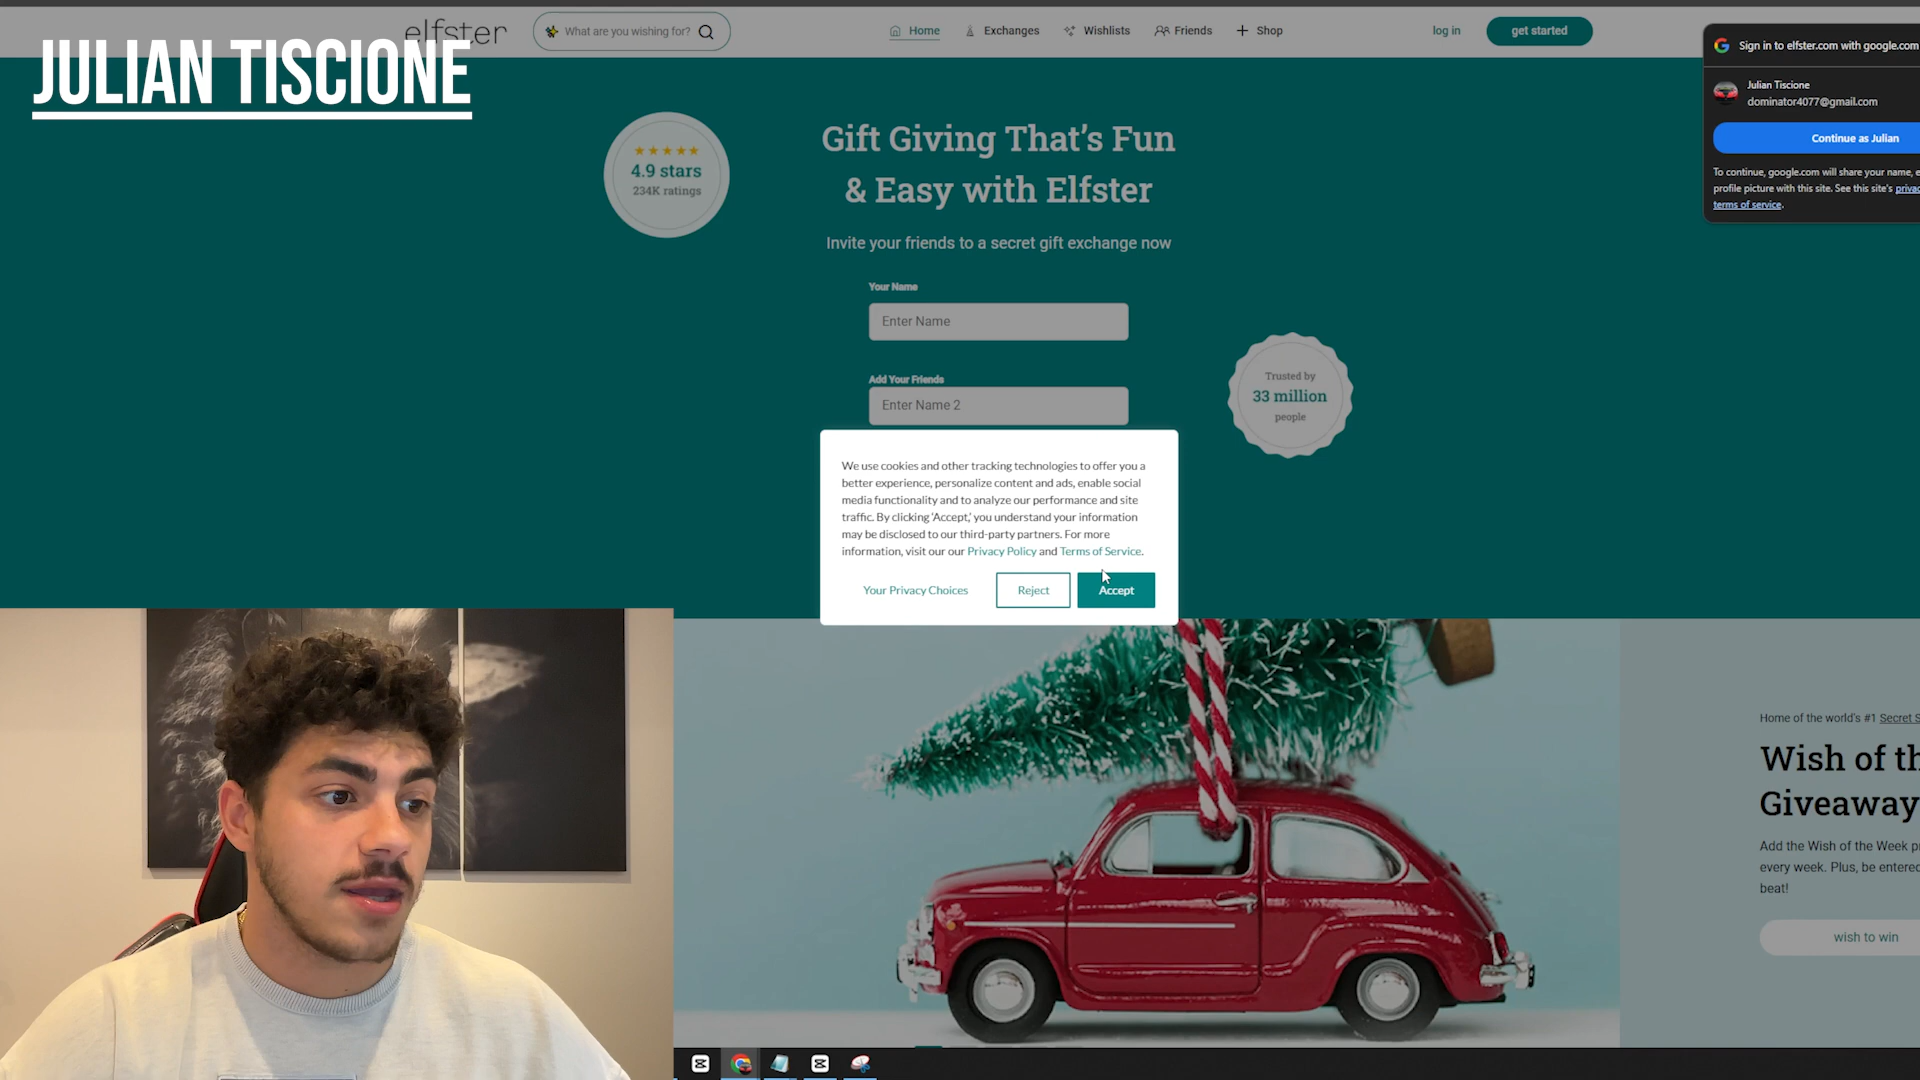 elfster
What are you wishing for?
Home
Exchanges
Wishlists
Friends
Shop
log in
get started
JULIAN TISCIONE
Sign in to elfster.com with google.com
Julian Tiscione
dominator4077@gmail.com
Continue as Julian
To continue, google.com will share your name, e
profile picture with this site. See this site's privac
terms of service.
★★★★★
4.9 stars
234K ratings
Gift Giving That's Fun
& Easy with Elfster
Invite your friends to a secret gift exchange now
Your Name
Enter Name
Add Your Friends
Enter Name 2
Trusted by
33 million
people
We use cookies and other tracking technologies to offer you a
better experience, personalize content and ads, enable social
media functionality and to analyze our performance and site
traffic. By clicking 'Accept,' you understand your information
may be disclosed to our third-party partners. For more
information, visit our our Privacy Policy and Terms of Service.
Your Privacy Choices
Reject
Accept
Home of the world's #1 Secret S
Wish of th
Giveaway
Add the Wish of the Week pr
every week. Plus, be entered
beat!
wish to win